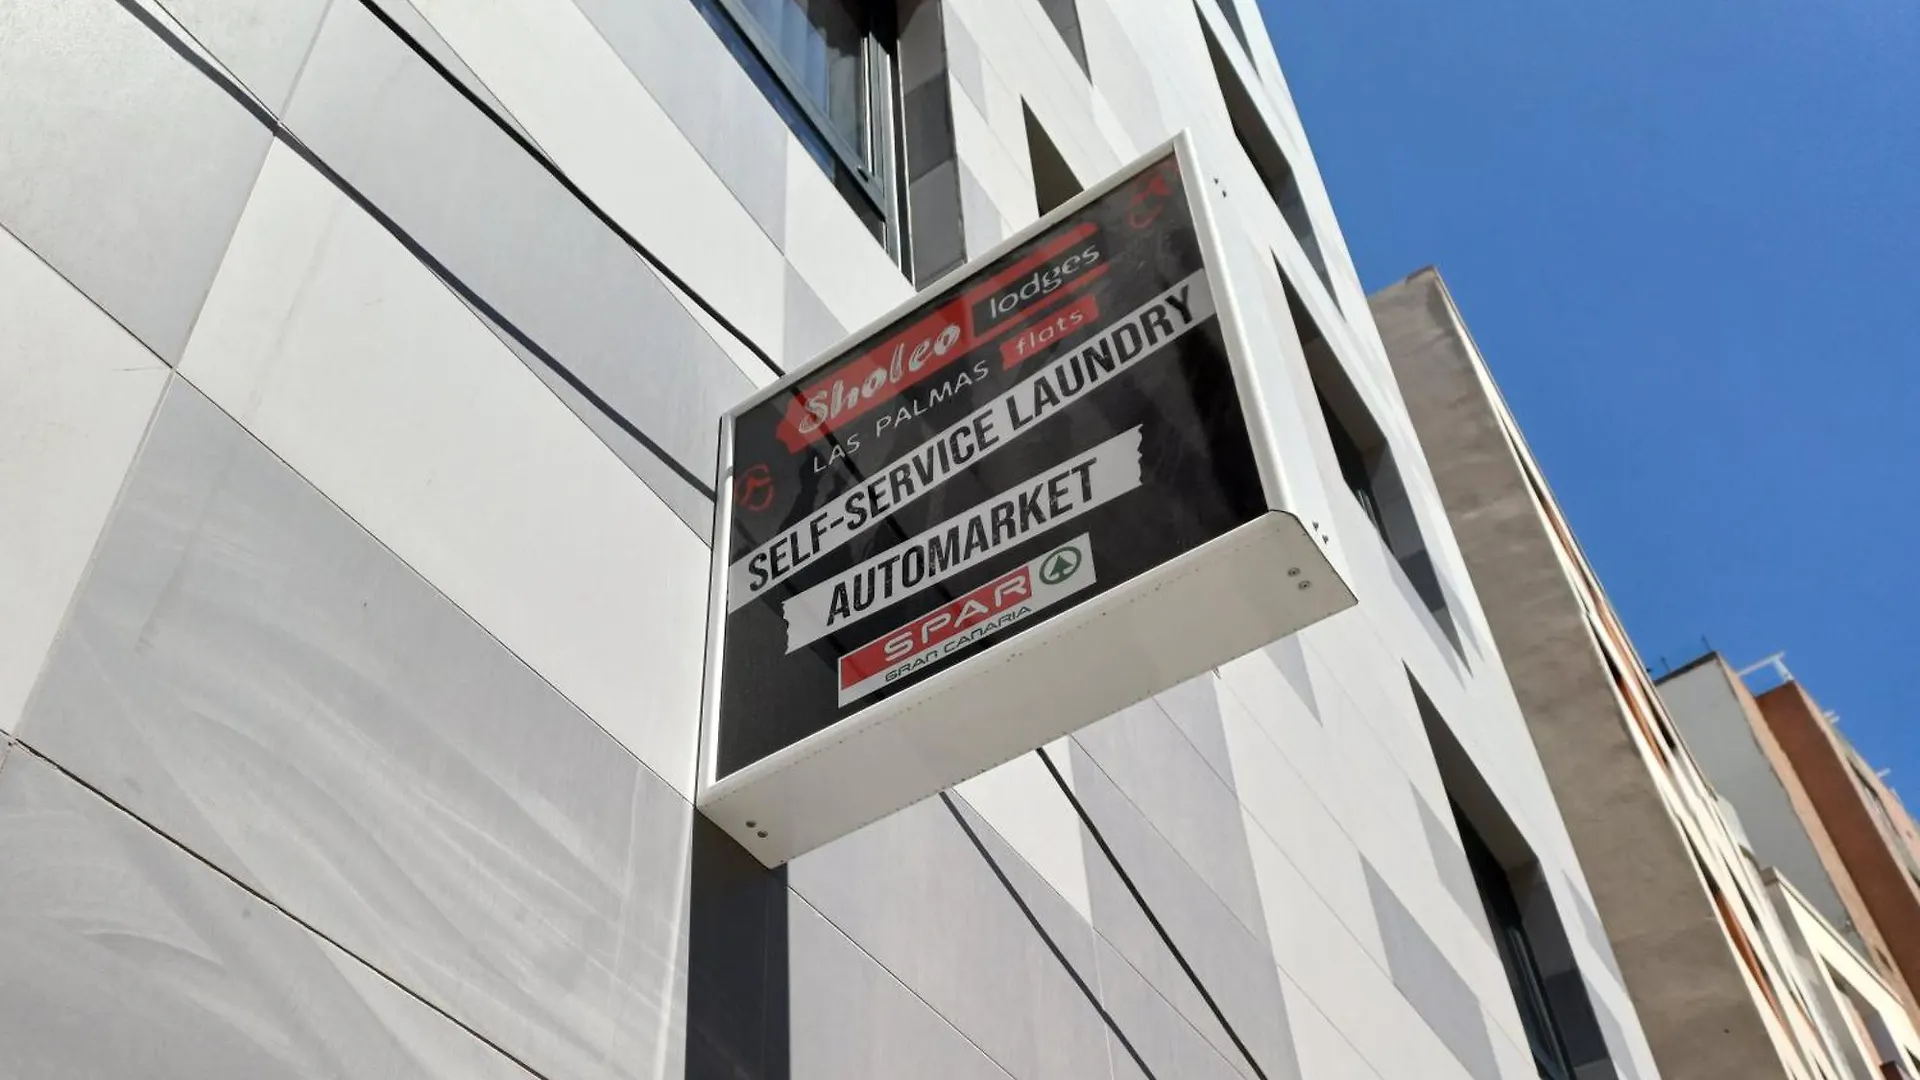 Sholeo lodges
LAS PALMAS flats
SELF-SERVICE LAUNDRY
AUTOMARKET
SPAR
GRAN CANARIA